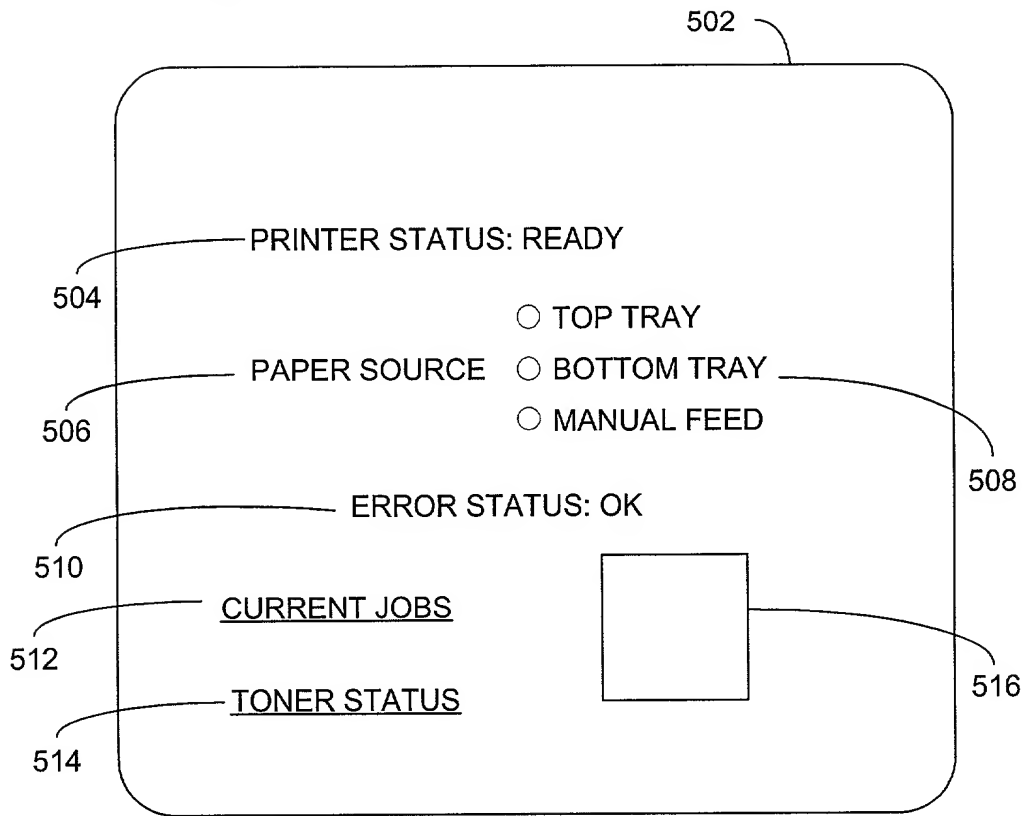 502
PRINTER STATUS: READY
504
○ TOP TRAY
PAPER SOURCE ○ BOTTOM TRAY
506
○ MANUAL FEED
508
ERROR STATUS: OK
510
CURRENT JOBS
512
516
TONER STATUS
514